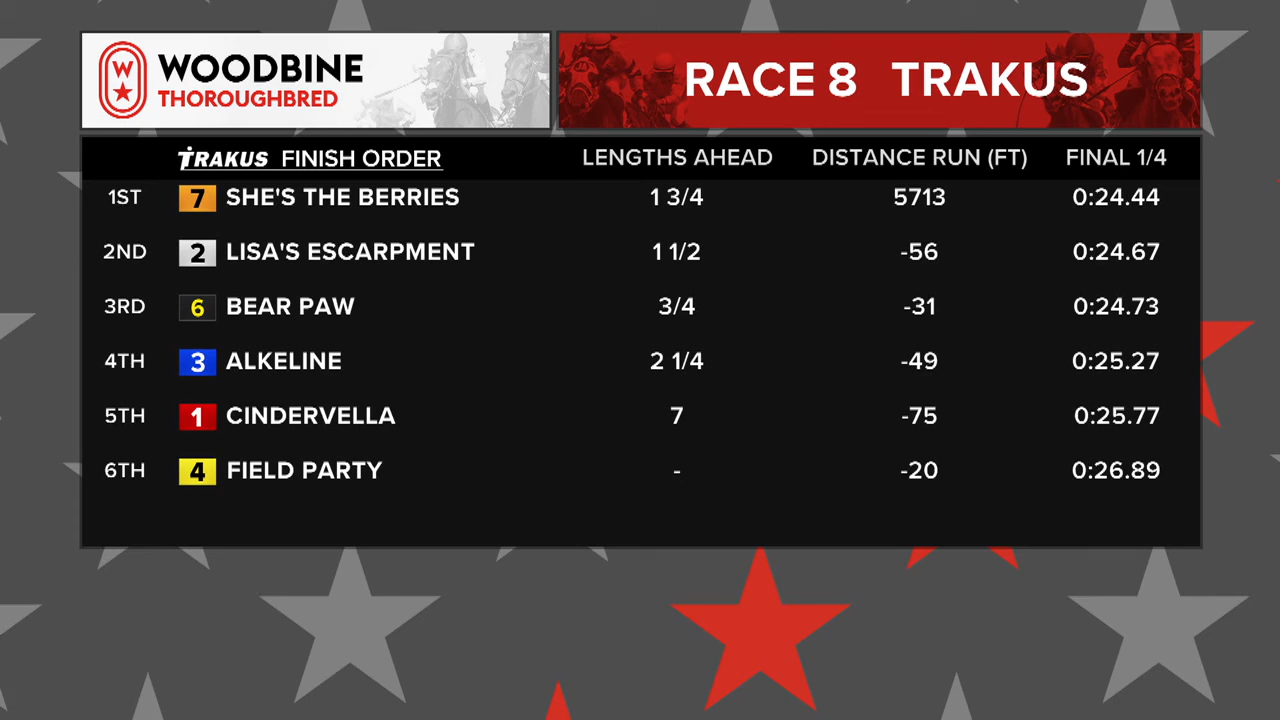 W WOODBINE
THOROUGHBRED
RACE 8 TRAKUS
TRAKUS FINISH ORDER LENGTHS AHEAD DISTANCE RUN (FT) FINAL 1/4
1ST 7 SHE'S THE BERRIES 1 3/4 5713 0:24.44
2ND 2 LISA'S ESCARPMENT 1 1/2 -56 0:24.67
3RD 6 BEAR PAW 3/4 -31 0:24.73
4TH 3 ALKELINE 2 1/4 -49 0:25.27
5TH 1 CINDERVELLA 7 -75 0:25.77
6TH 4 FIELD PARTY - -20 0:26.89